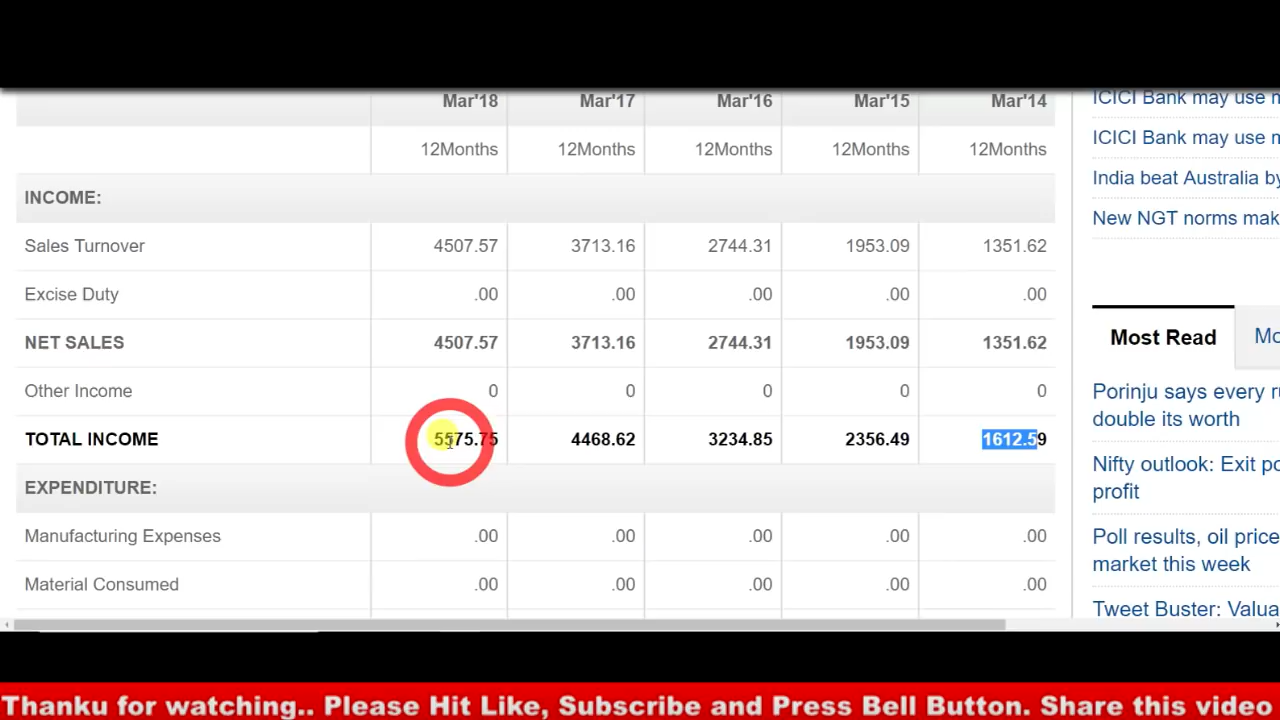 Mar'18 Mar'17 Mar'16 Mar'15 Mar'14
12Months 12Months 12Months 12Months 12Months
INCOME:
Sales Turnover 4507.57 3713.16 2744.31 1953.09 1351.62
Excise Duty .00 .00 .00 .00 .00
NET SALES 4507.57 3713.16 2744.31 1953.09 1351.62
Other Income 0 0 0 0 0
TOTAL INCOME 5575.75 4468.62 3234.85 2356.49 1612.59
EXPENDITURE:
Manufacturing Expenses .00 .00 .00 .00 .00
Material Consumed .00 .00 .00 .00 .00
ICICI Bank may use
ICICI Bank may use
India beat Australia
New NGT norms
Most Read
Porinju says every
double its worth
Nifty outlook: Exit
profit
Poll results, oil
market this week
Tweet Buster:
Thanku for watching.. Please Hit Like, Subscribe and Press Bell Button. Share this video